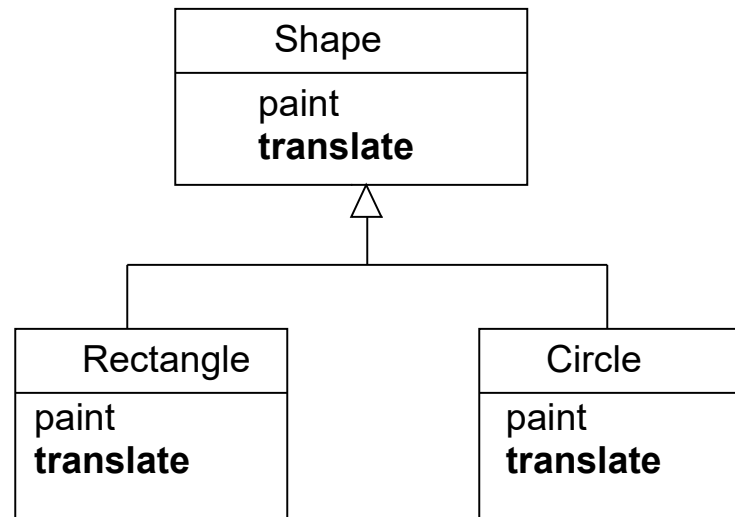 Shape
paint
translate
Rectangle
paint
translate
Circle
paint
translate